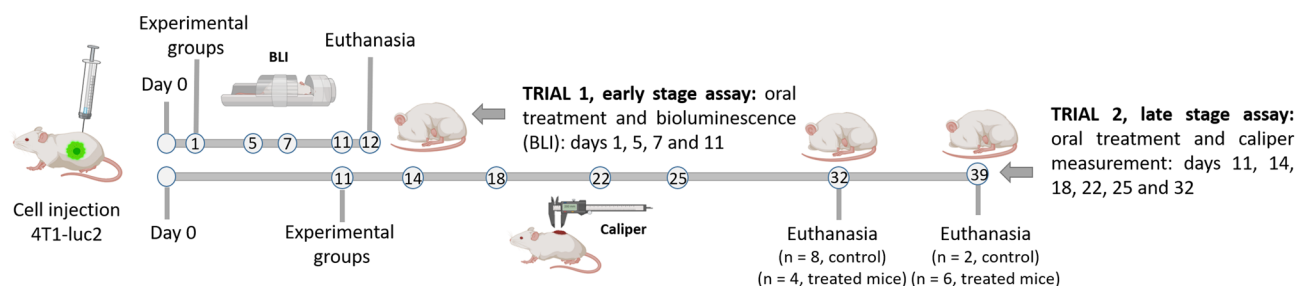 Experimental
groups
BLI
Euthanasia
Day 0
1
5
7
11
12
TRIAL 1, early stage assay: oral
treatment and bioluminescence
(BLI): days 1, 5, 7 and 11
TRIAL 2, late stage assay:
oral treatment and caliper
measurement: days 11, 14,
18, 22, 25 and 32
11
14
18
22
25
32
39
Cell injection
4T1-luc2
Day 0
Experimental
groups
Caliper
Euthanasia
(n = 8, control)
(n = 4, treated mice)
Euthanasia
(n = 2, control)
(n = 6, treated mice)